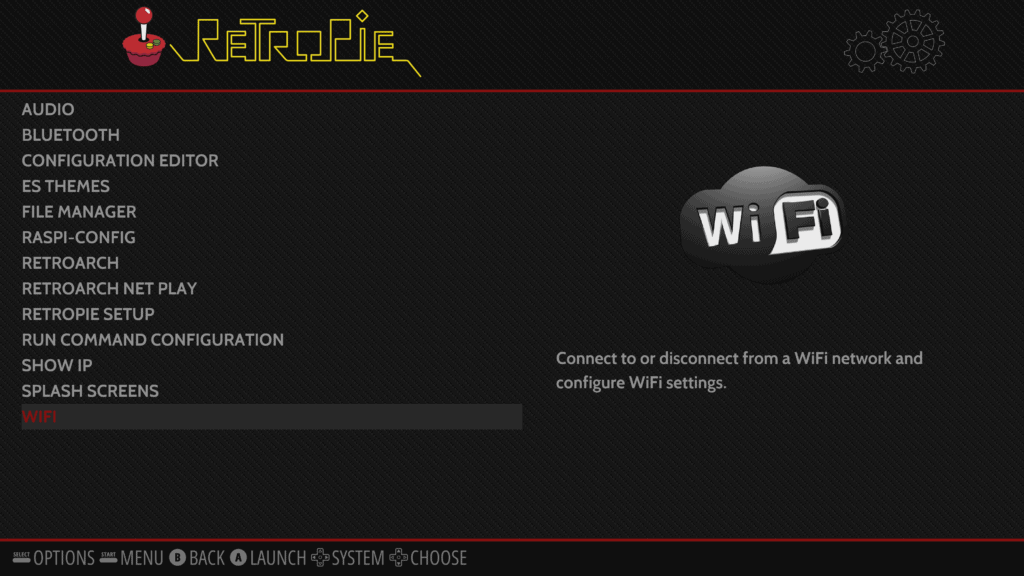 RETROPIE
AUDIO
BLUETOOTH
CONFIGURATION EDITOR
ES THEMES
FILE MANAGER
RASPI-CONFIG
RETROARCH
RETROARCH NET PLAY
RETROPIE SETUP
RUN COMMAND CONFIGURATION
SHOW IP
SPLASH SCREENS
WIFI
Wi Fi
Connect to or disconnect from a WiFi network and
configure WiFi settings.
SELECT OPTIONS START MENU B BACK A LAUNCH SYSTEM CHOOSE